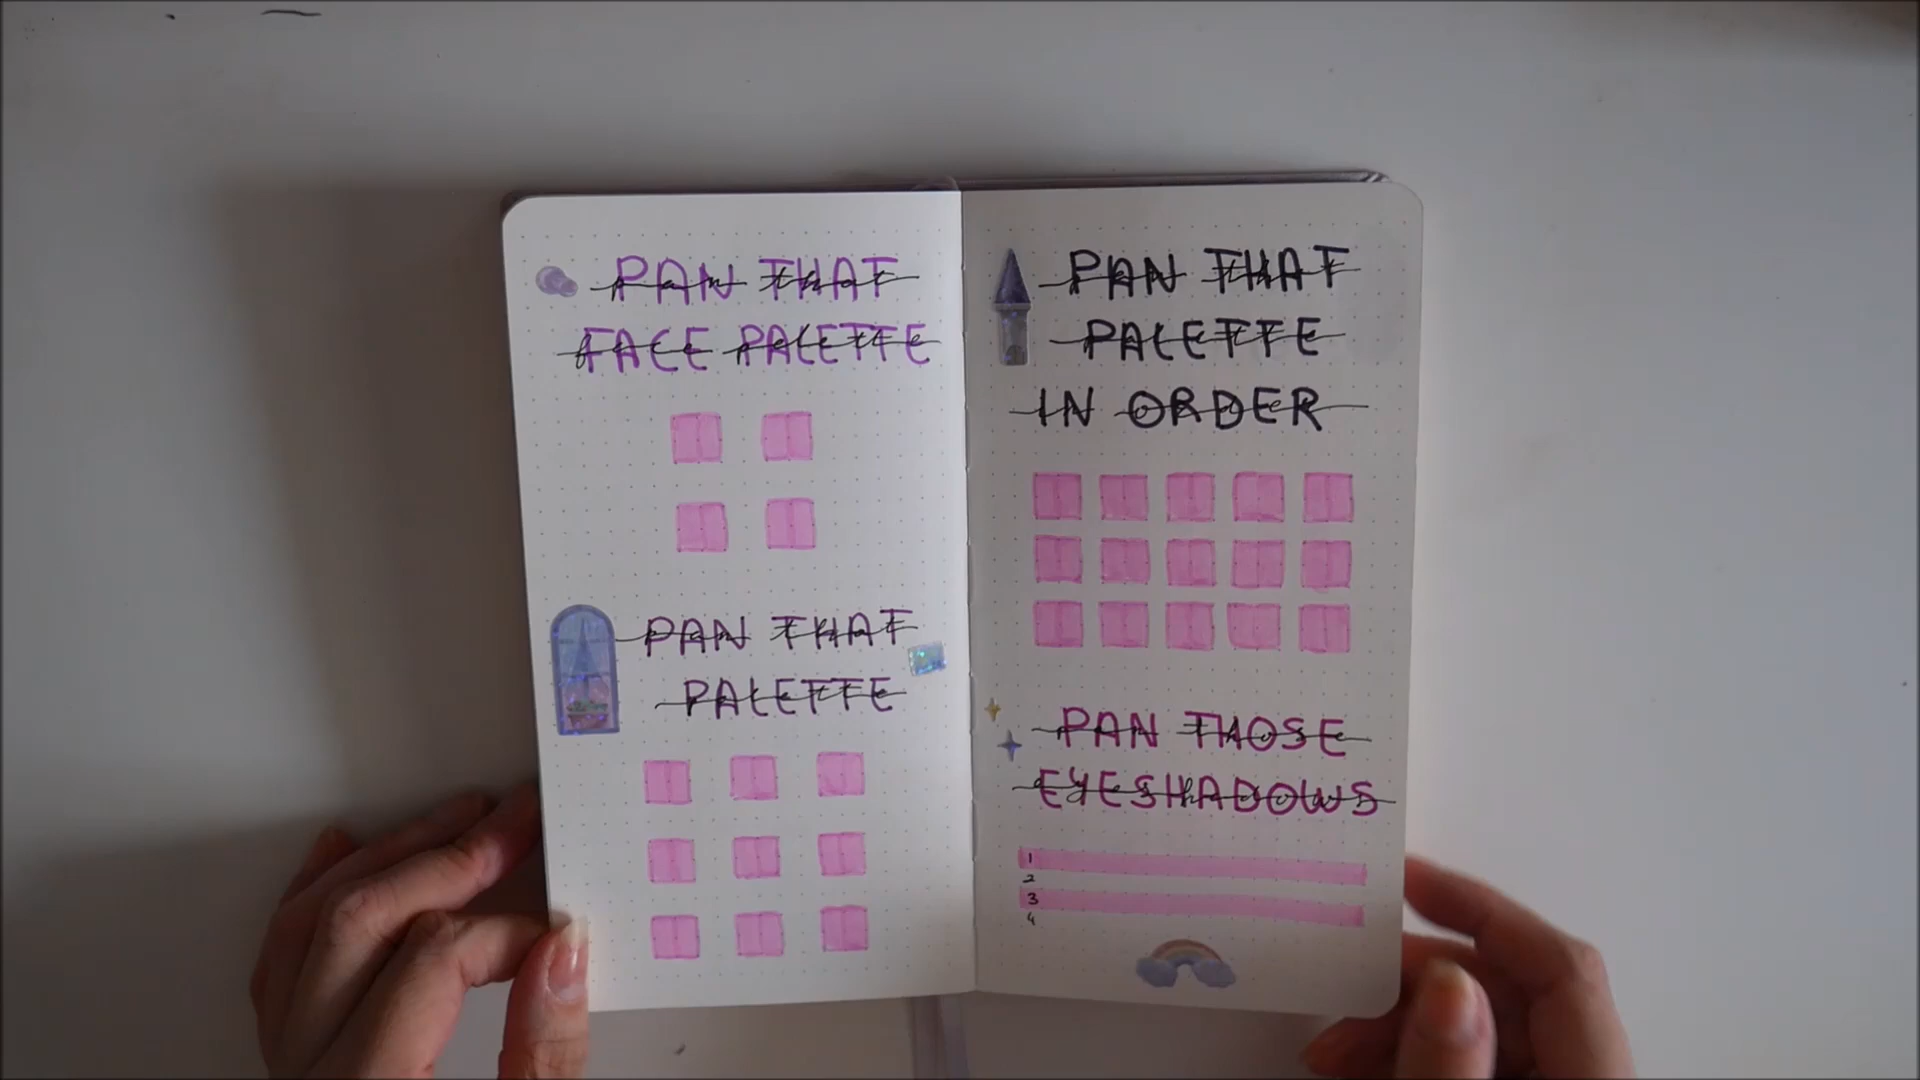 PAN THAT
FACE PALETTE
PAN THAT
PALETTE
PAN THAT
PALETTE
IN ORDER
PAN THOSE
EYESHADOWS
1
2
3
4